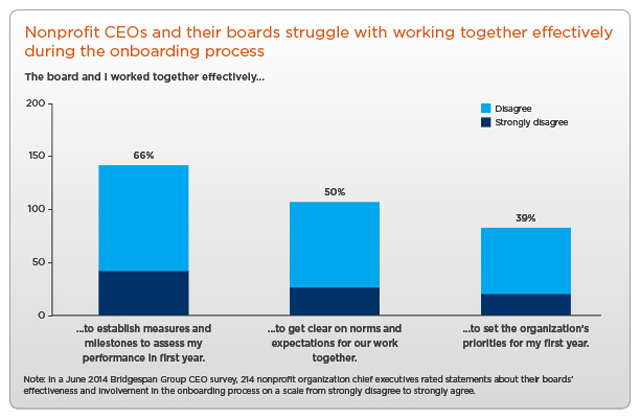 Nonprofit CEOs and their boards struggle with working together effectively
during the onboarding process
The board and I worked together effectively...
200
150
100
50
0
Disagree
Strongly disagree
66%
50%
39%
...to establish measures and
milestones to assess my
performance in first year.
...to get clear on norms and
expectations for our work
together.
...to set the organization's
priorities for my first year.
Note: In a June 2014 Bridgespan Group CEO survey, 214 nonprofit organization chief executives rated statements about their boards'
effectiveness and involvement in the onboarding process on a scale from strongly disagree to strongly agree.